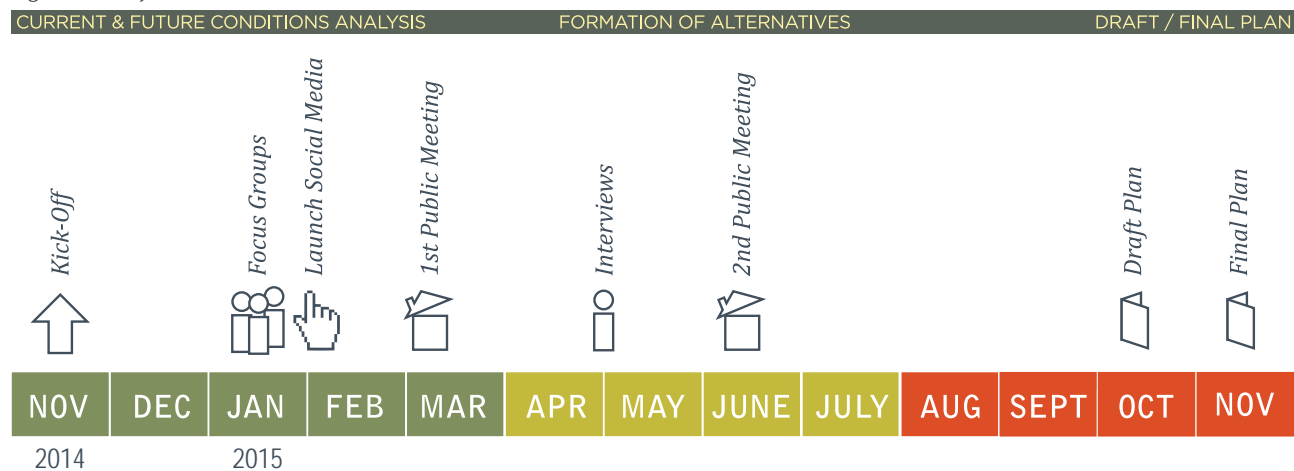 CURRENT & FUTURE CONDITIONS ANALYSIS
FORMATION OF ALTERNATIVES
DRAFT / FINAL PLAN
Kick-Off
Focus Groups
Launch Social Media
1st Public Meeting
Interviews
2nd Public Meeting
Draft Plan
Final Plan
NOV
DEC
JAN
FEB
MAR
APR
MAY
JUNE
JULY
AUG
SEPT
OCT
NOV
2014
2015